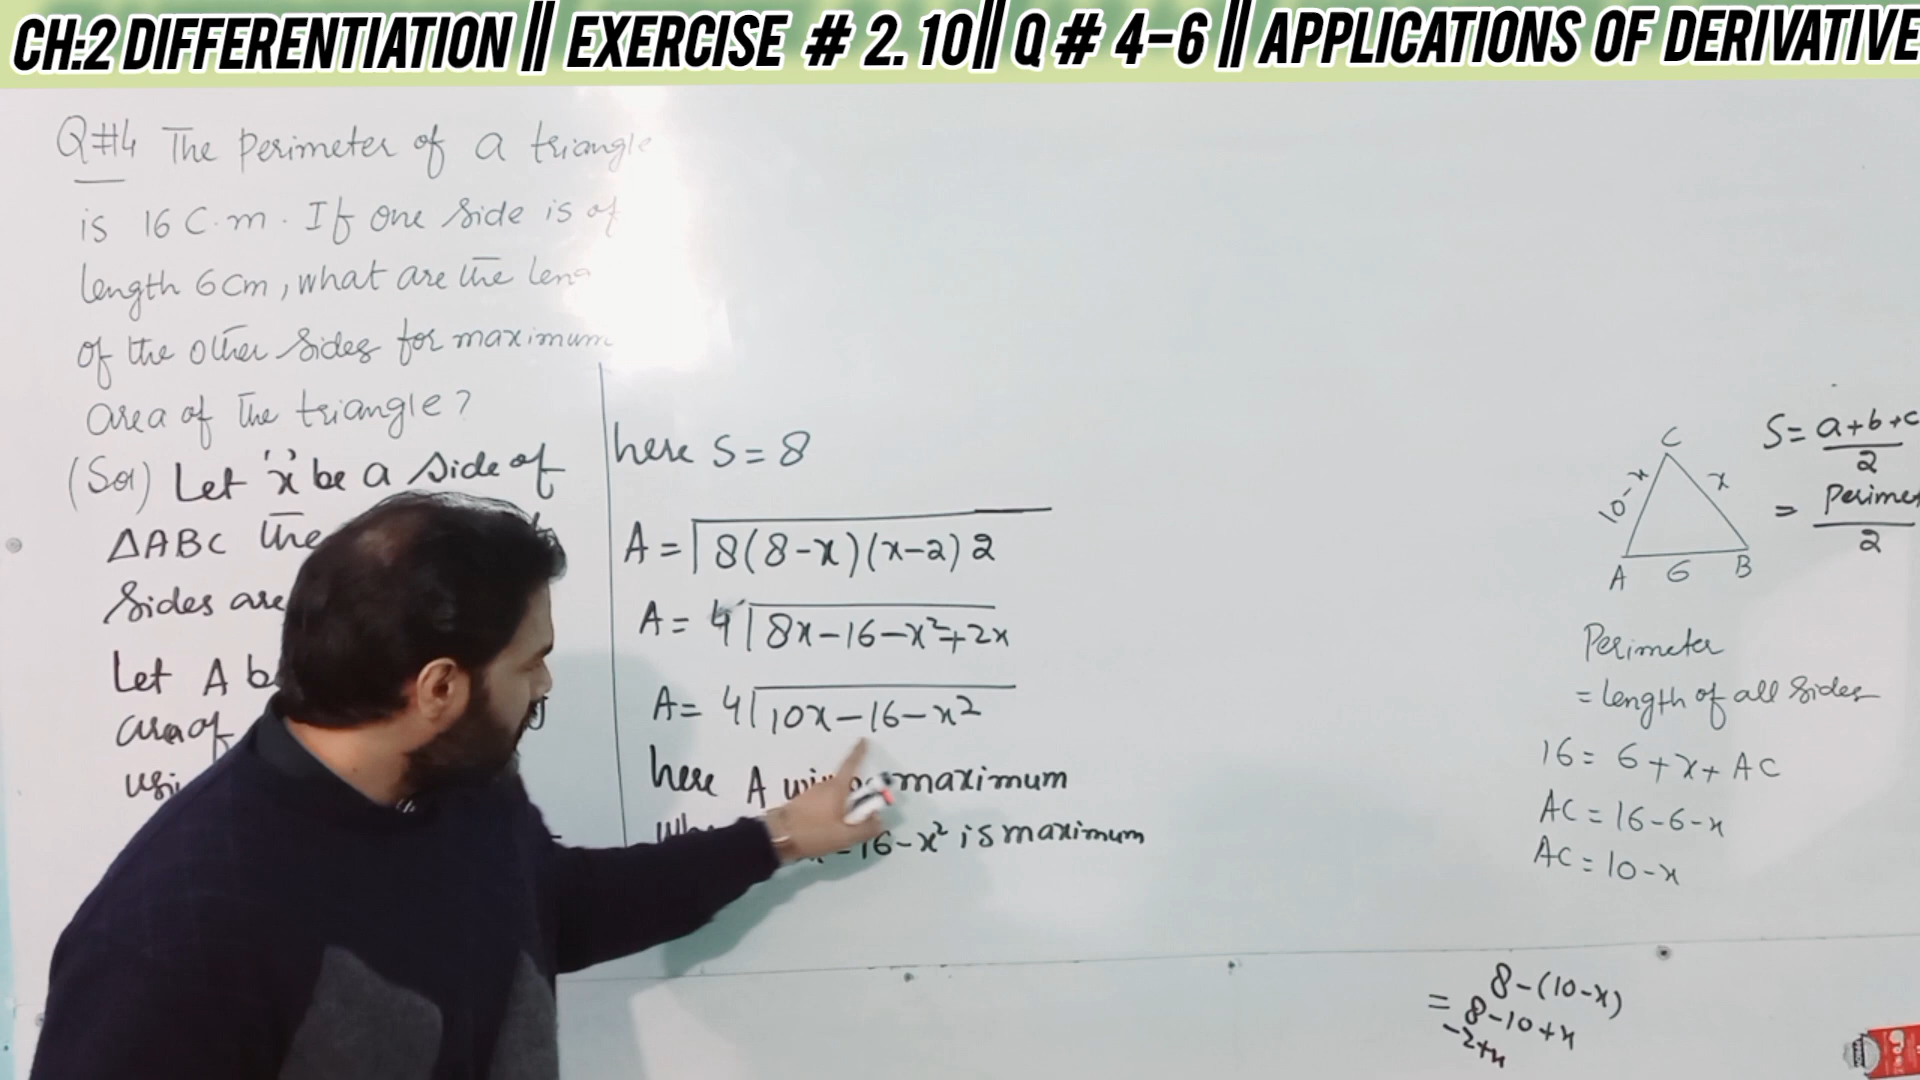 CH:2 DIFFERENTIATION || EXERCISE # 2.10 || Q # 4-6 || APPLICATIONS OF DERIVATIVE
Q#4 The Perimeter of a triangle
is 16 C.m. If one side is of
length 6cm, what are the
of the other sides for maximum
area of the triangle?
(Sol) Let 'x' be a side of
ΔABC the
Sides are
Let A
area of
here S = 8
A = √8(8-x)(x-2)2
A = 4√8x-16-x²+2x
A = 4√10x-16-x²
here A maximum
-16-x² is maximum
C
10-x
x
A 6 B
S = a+b+c/2
= /2
Perimeter
= length of all Sides
16 = 6+x+AC
AC = 16-6-x
AC = 10-x
8-(10-x)
= 8-10+x
-2+x